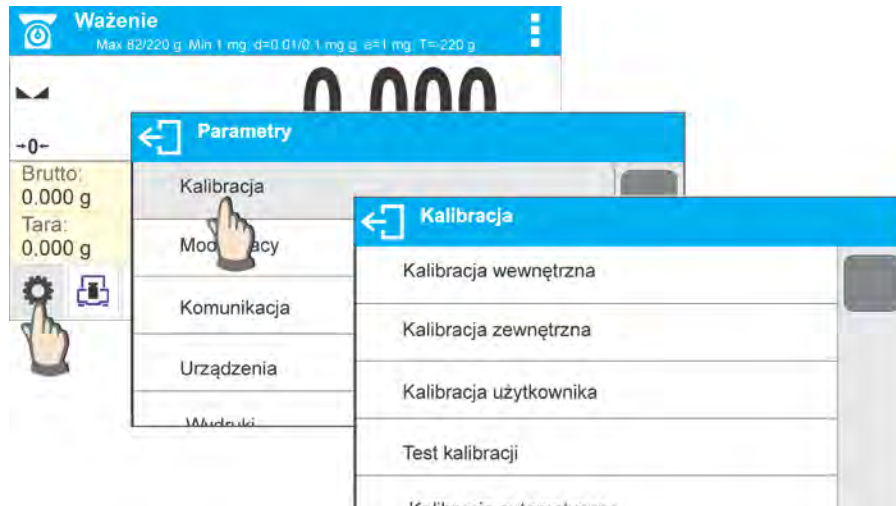 Ważenie
Max 82/220 g Min 1 mg d=0.01/0.1 mg g e=1 mg T=-220 g
0.000
→0←
Brutto:
0.000 g
Tara:
0.000 g
Parametry
Kalibracja
Komunikacja
Urządzenia
Wydruki
Kalibracja
Kalibracja wewnętrzna
Kalibracja zewnętrzna
Kalibracja użytkownika
Test kalibracji